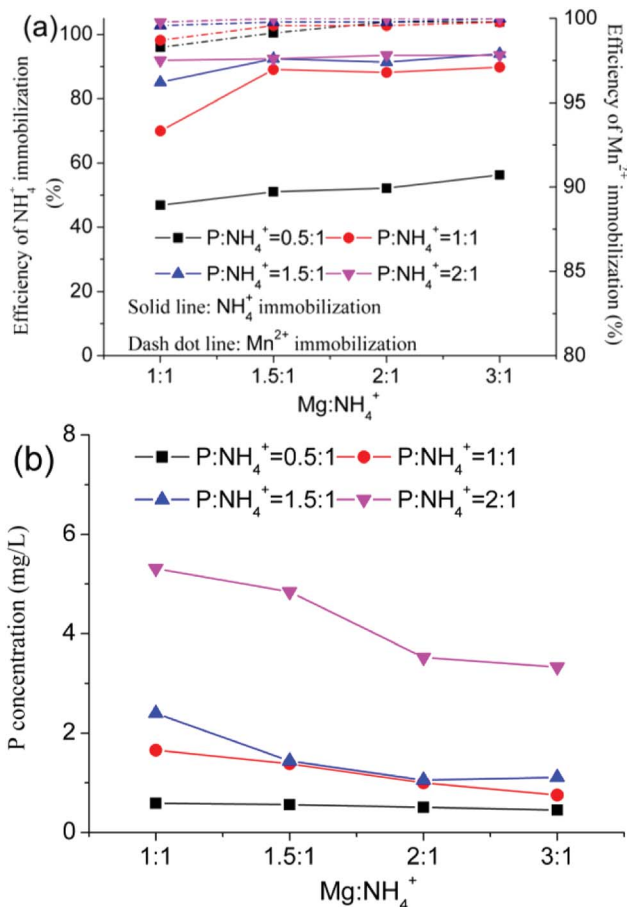 (a)
100
80
60
40
20
0
Efficiency of NH₄⁺ immobilization
(%)
100
95
90
85
80
Efficiency of Mn²⁺
immobilization (%)
P:NH₄⁺=0.5:1 P:NH₄⁺=1:1
P:NH₄⁺=1.5:1 P:NH₄⁺=2:1
Solid line: NH₄⁺ immobilization
Dash dot line: Mn²⁺ immobilization
1:1 1.5:1 2:1 3:1
Mg:NH₄⁺
(b)
8
6
4
2
0
P concentration (mg/L)
P:NH₄⁺=0.5:1 P:NH₄⁺=1:1
P:NH₄⁺=1.5:1 P:NH₄⁺=2:1
1:1 1.5:1 2:1 3:1
Mg:NH₄⁺